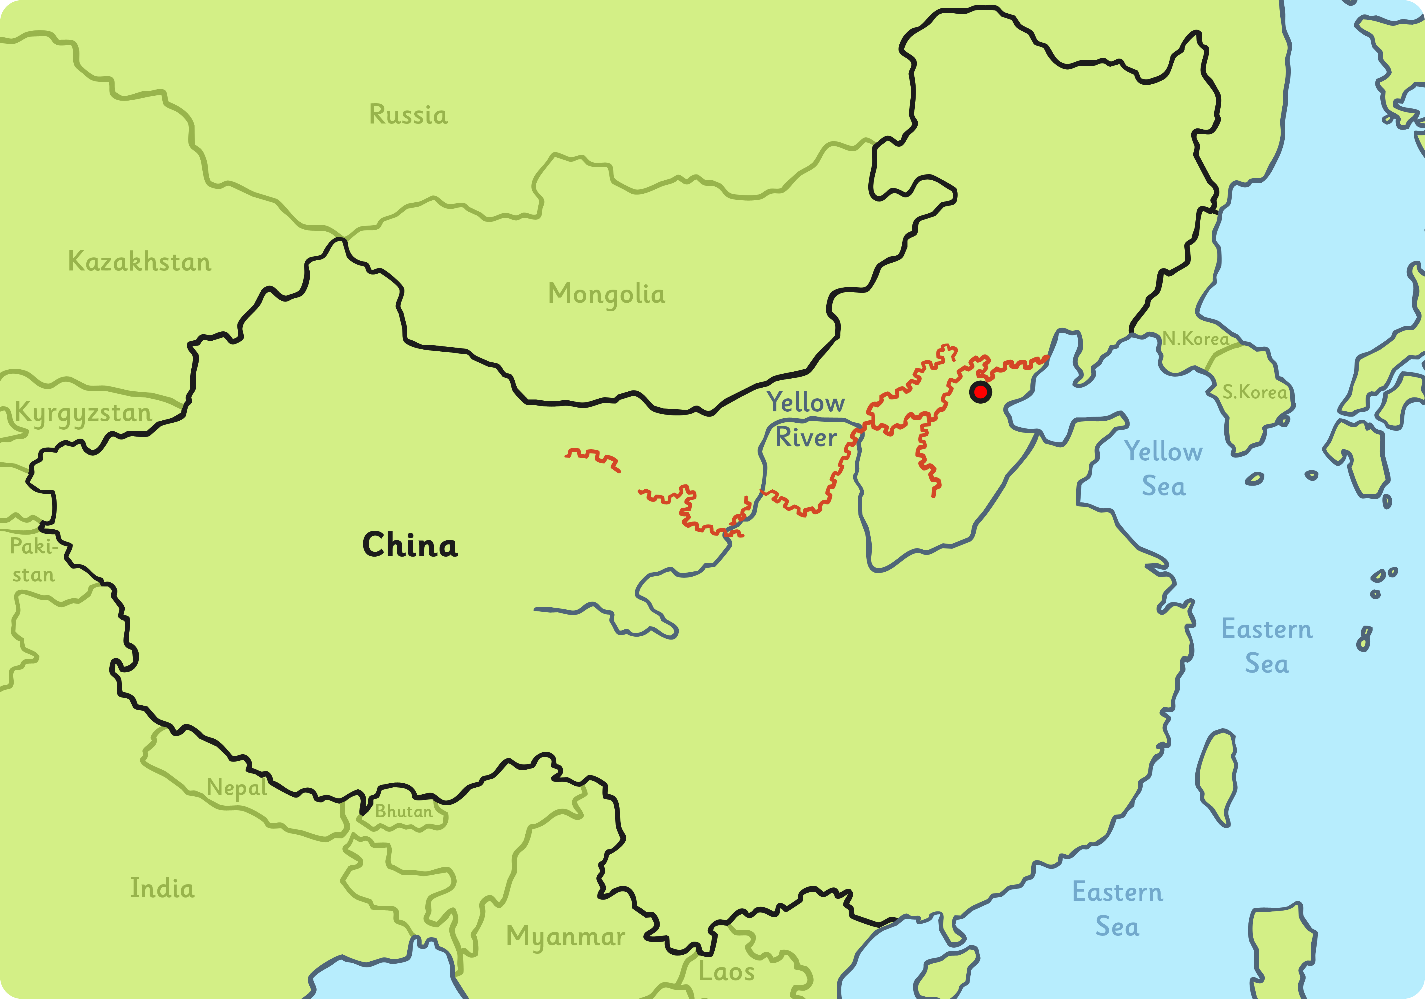 Russia
Kazakhstan
Mongolia
N.Korea
S.Korea
Yellow
River
Kyrgyzstan
Yellow
Sea
China
Paki-
stan
Eastern
Sea
Nepal
Bhutan
India
Eastern
Sea
Myanmar
Laos